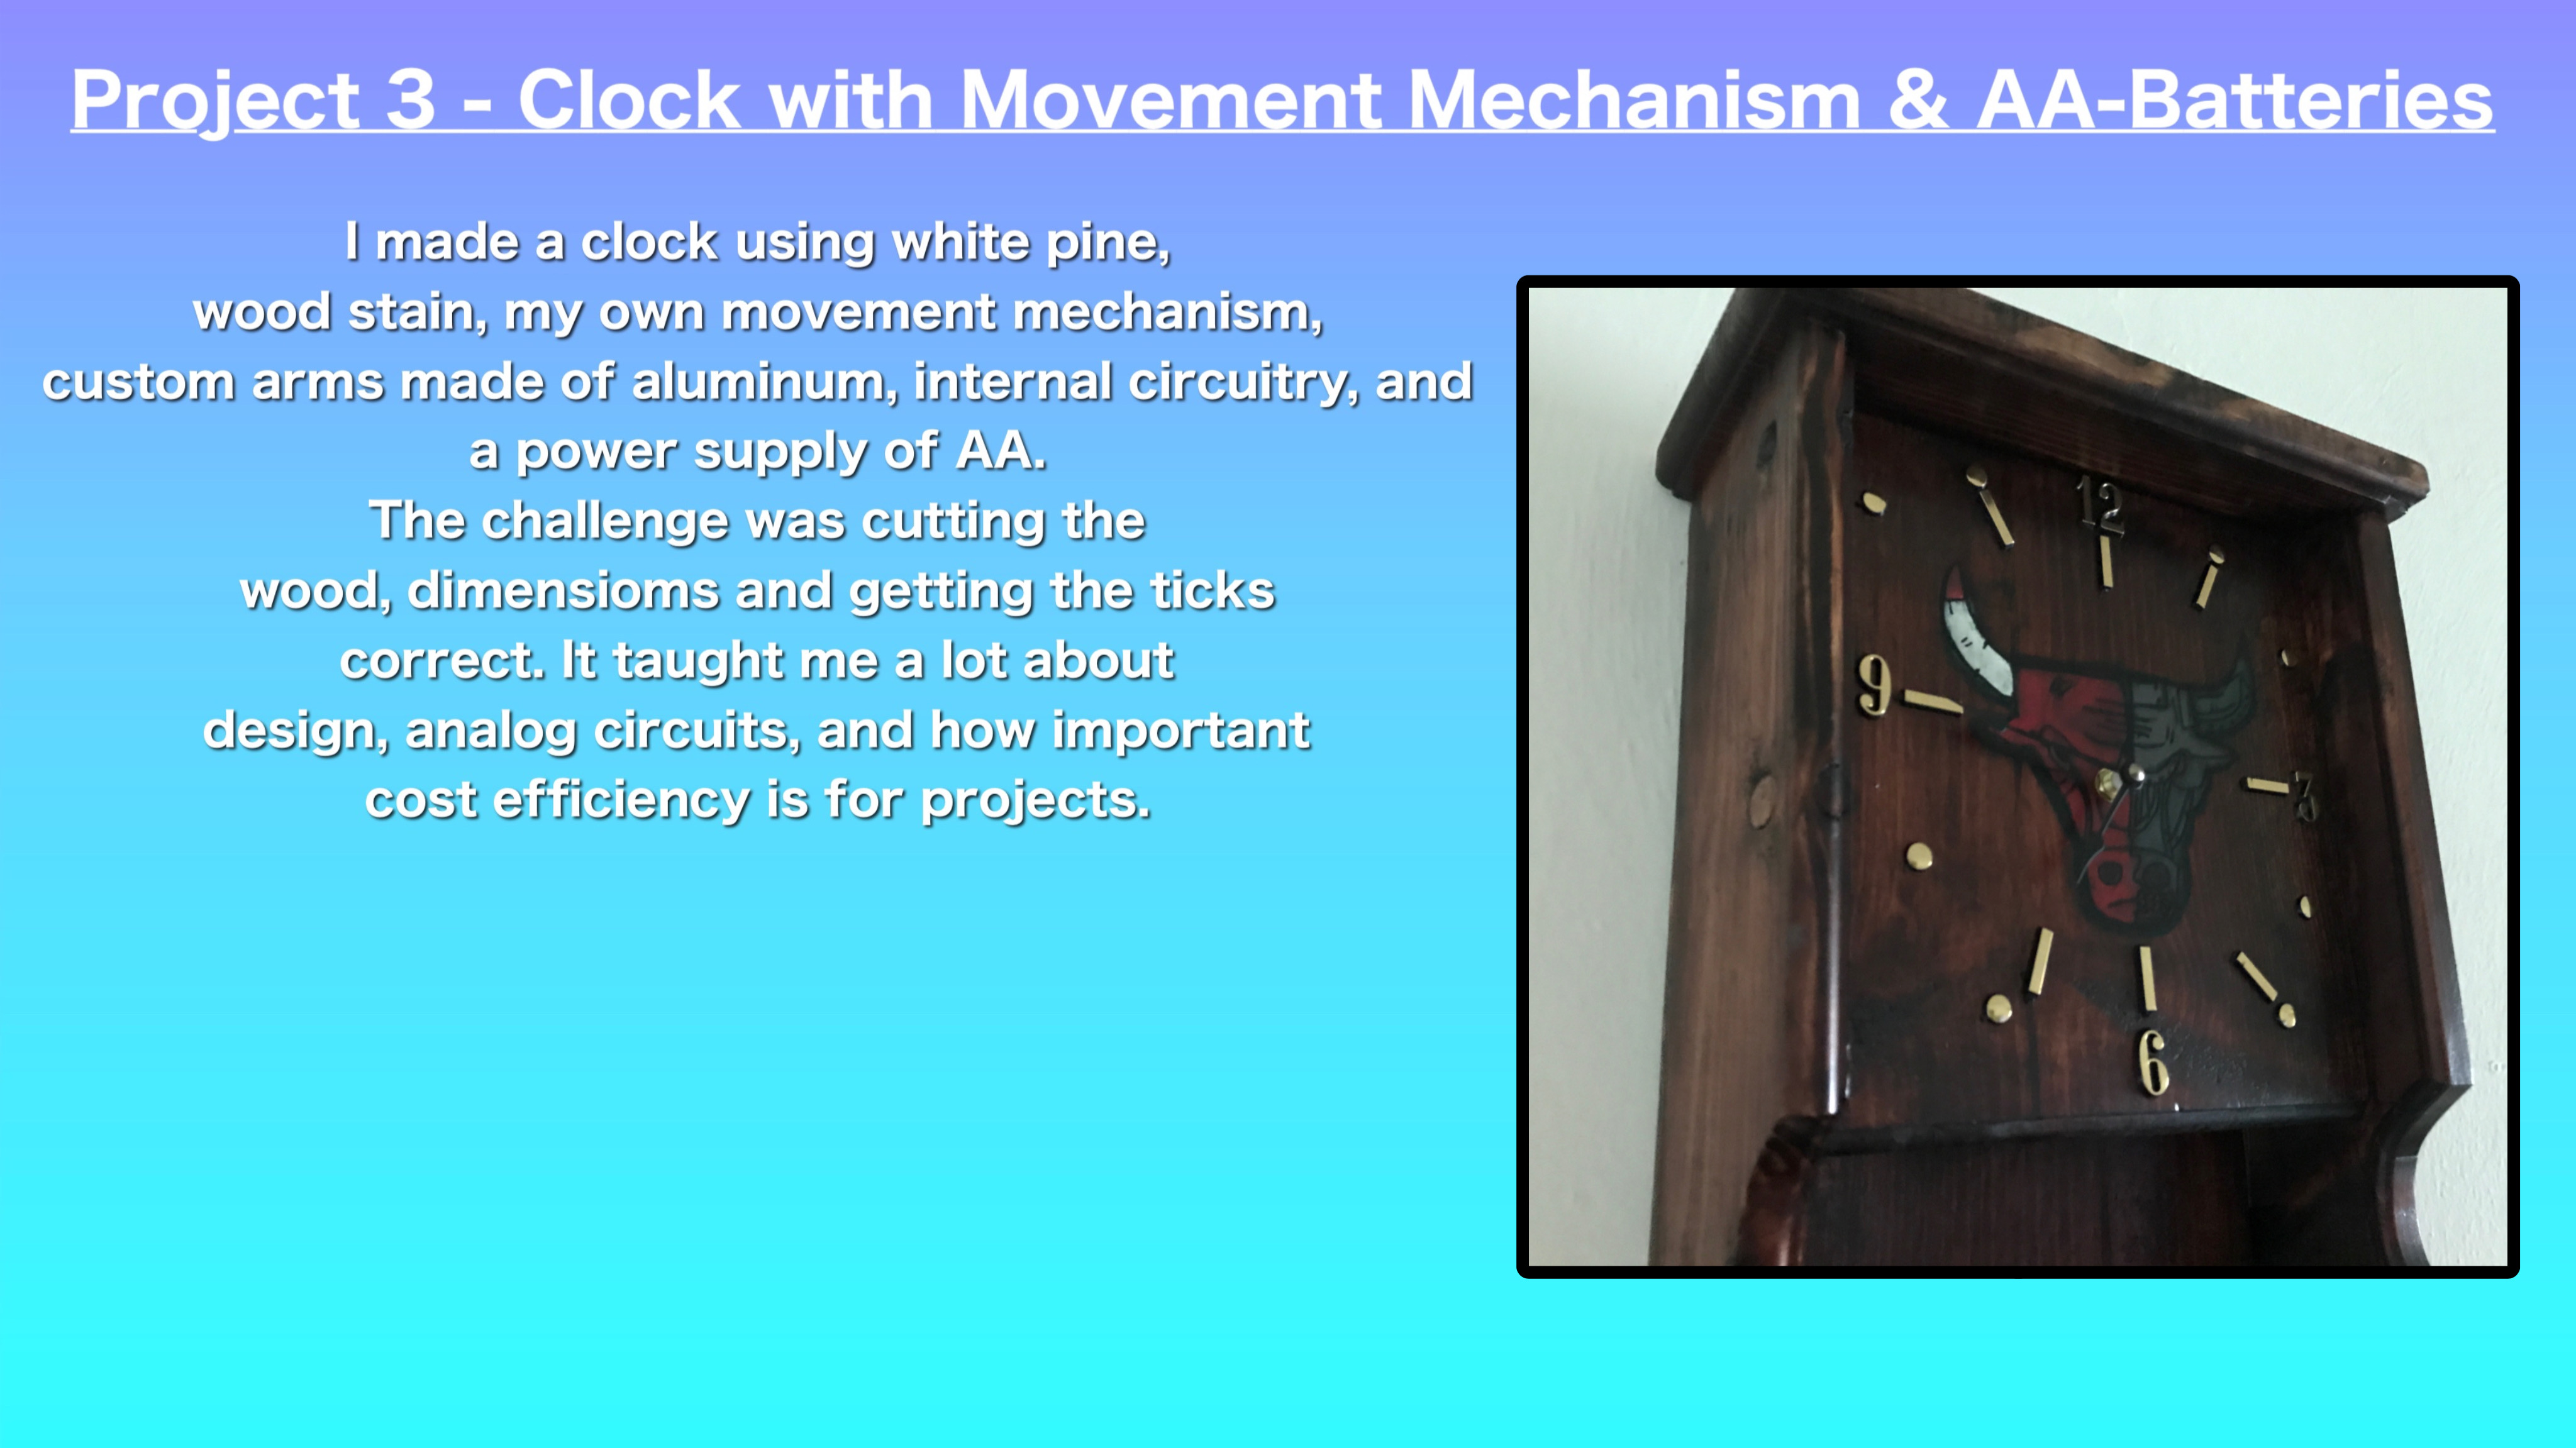 Project 3 - Clock with Movement Mechanism & AA-Batteries
I made a clock using white pine,
wood stain, my own movement mechanism,
custom arms made of aluminum, internal circuitry, and
a power supply of AA.
The challenge was cutting the
wood, dimensioms and getting the ticks
correct. It taught me a lot about
design, analog circuits, and how important
cost efficiency is for projects.
12
9
3
6